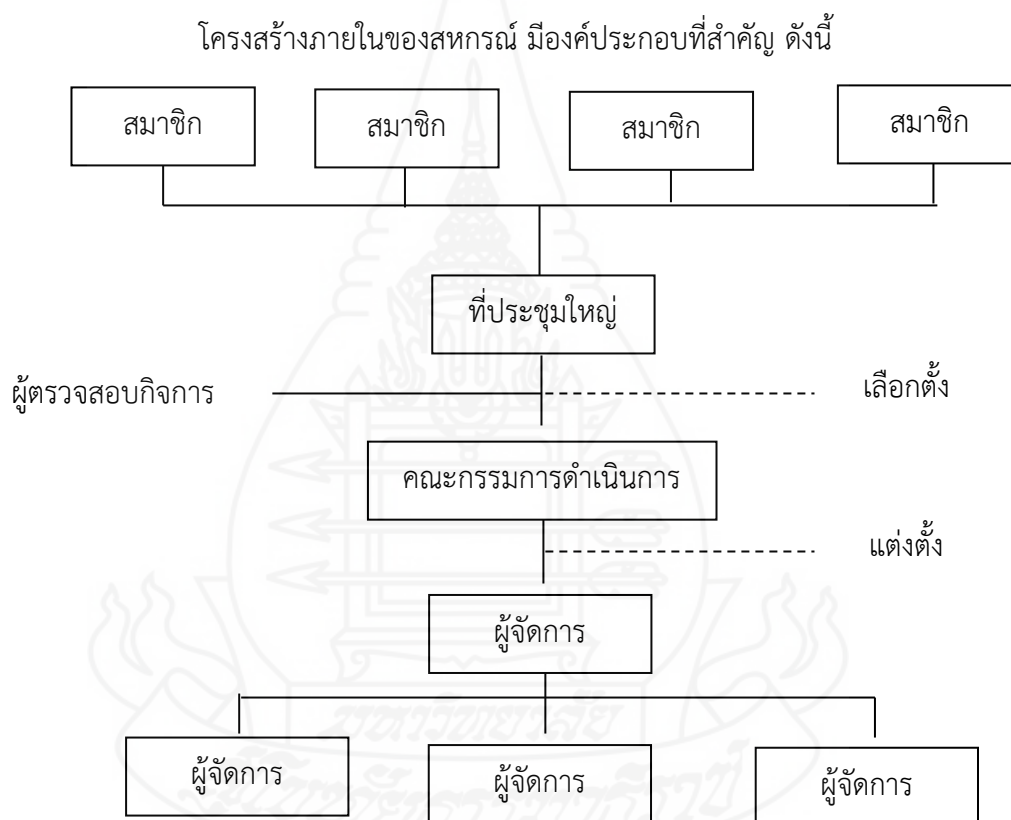 โครงสร้างภายในของสหกรณ์ มีองค์ประกอบที่สำคัญ ดังนี้
สมาชิก
สมาชิก
สมาชิก
สมาชิก
ที่ประชุมใหญ่
ผู้ตรวจสอบกิจการ
เลือกตั้ง
คณะกรรมการดำเนินการ
แต่งตั้ง
ผู้จัดการ
ผู้จัดการ
ผู้จัดการ
ผู้จัดการ